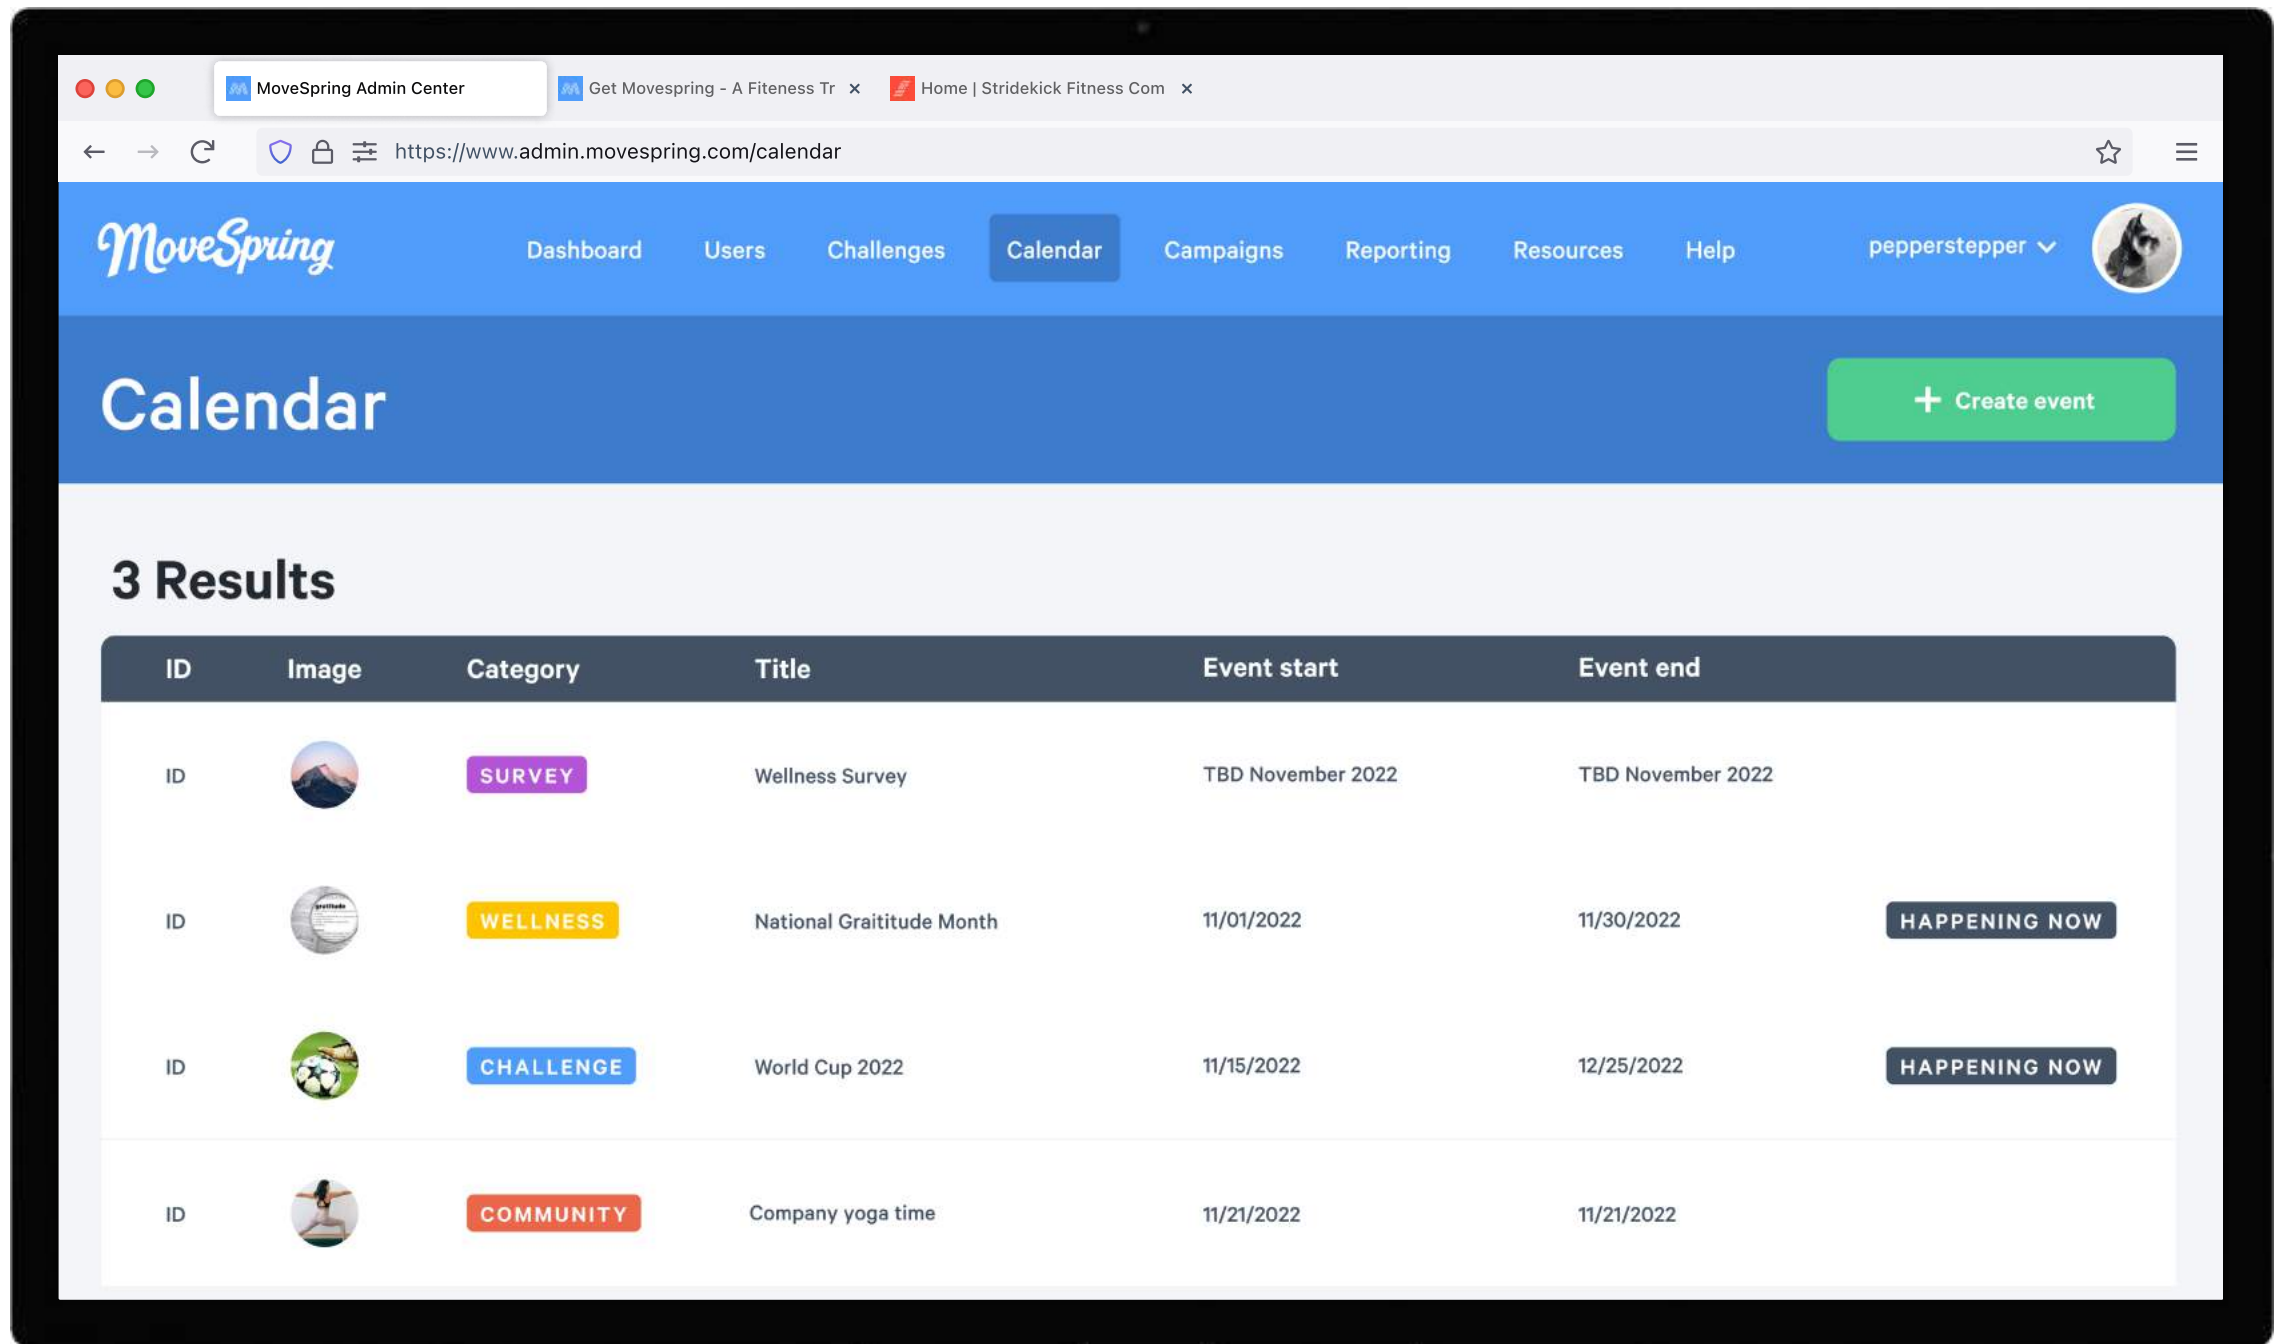 MoveSpring Admin Center
Get Movespring - A Fiteness Tr
Home | Stridekick Fitness Com
https://www.admin.movespring.com/calendar
MoveSpring
Dashboard Users Challenges Calendar Campaigns Reporting Resources Help pepperstepper
Calendar
+ Create event
3 Results
ID Image Category Title Event start Event end
ID SURVEY Wellness Survey TBD November 2022 TBD November 2022
ID gratitude WELLNESS National Graititude Month 11/01/2022 11/30/2022 HAPPENING NOW
ID CHALLENGE World Cup 2022 11/15/2022 12/25/2022 HAPPENING NOW
ID COMMUNITY Company yoga time 11/21/2022 11/21/2022